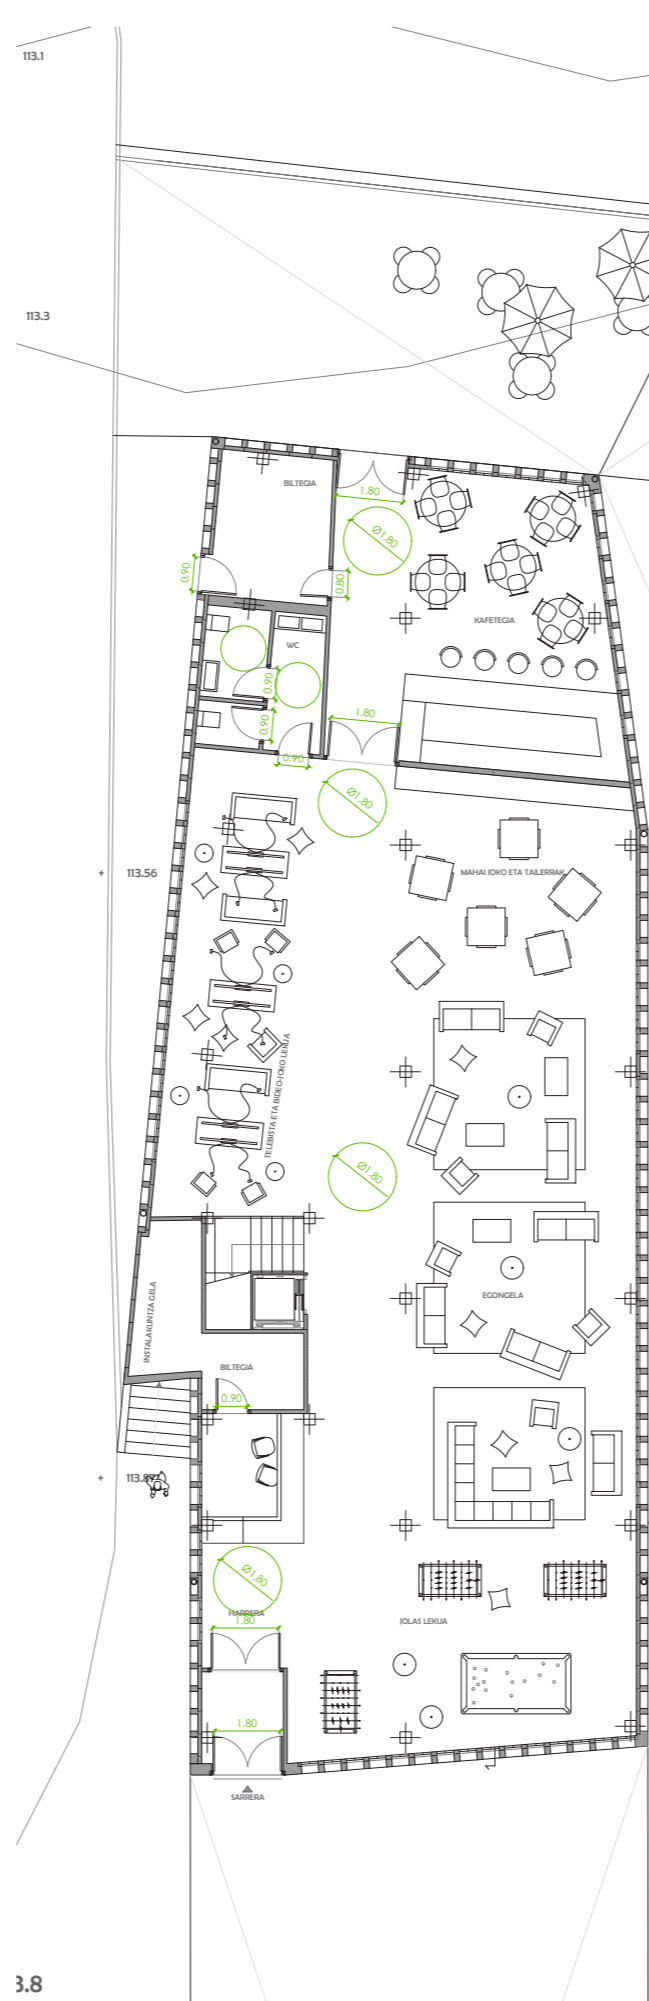 113.1
113.3
BILTEGIA
1.80
Ø1.80
0.90
0.80
KAFETEGIA
WC
0.90
0.90
1.80
0.90
Ø1.80
113.56
MAHAI JOKO ETA TAILERRAK
TELEBISTA ETA BIDEO-JOKO LEKUA
Ø1.80
EGONGELA
INSTALAKUNTZA GELA
BILTEGIA
0.90
Ø1.80
HARRERA
1.80
JOLAS LEKUA
1.80
SARRERA
3.8